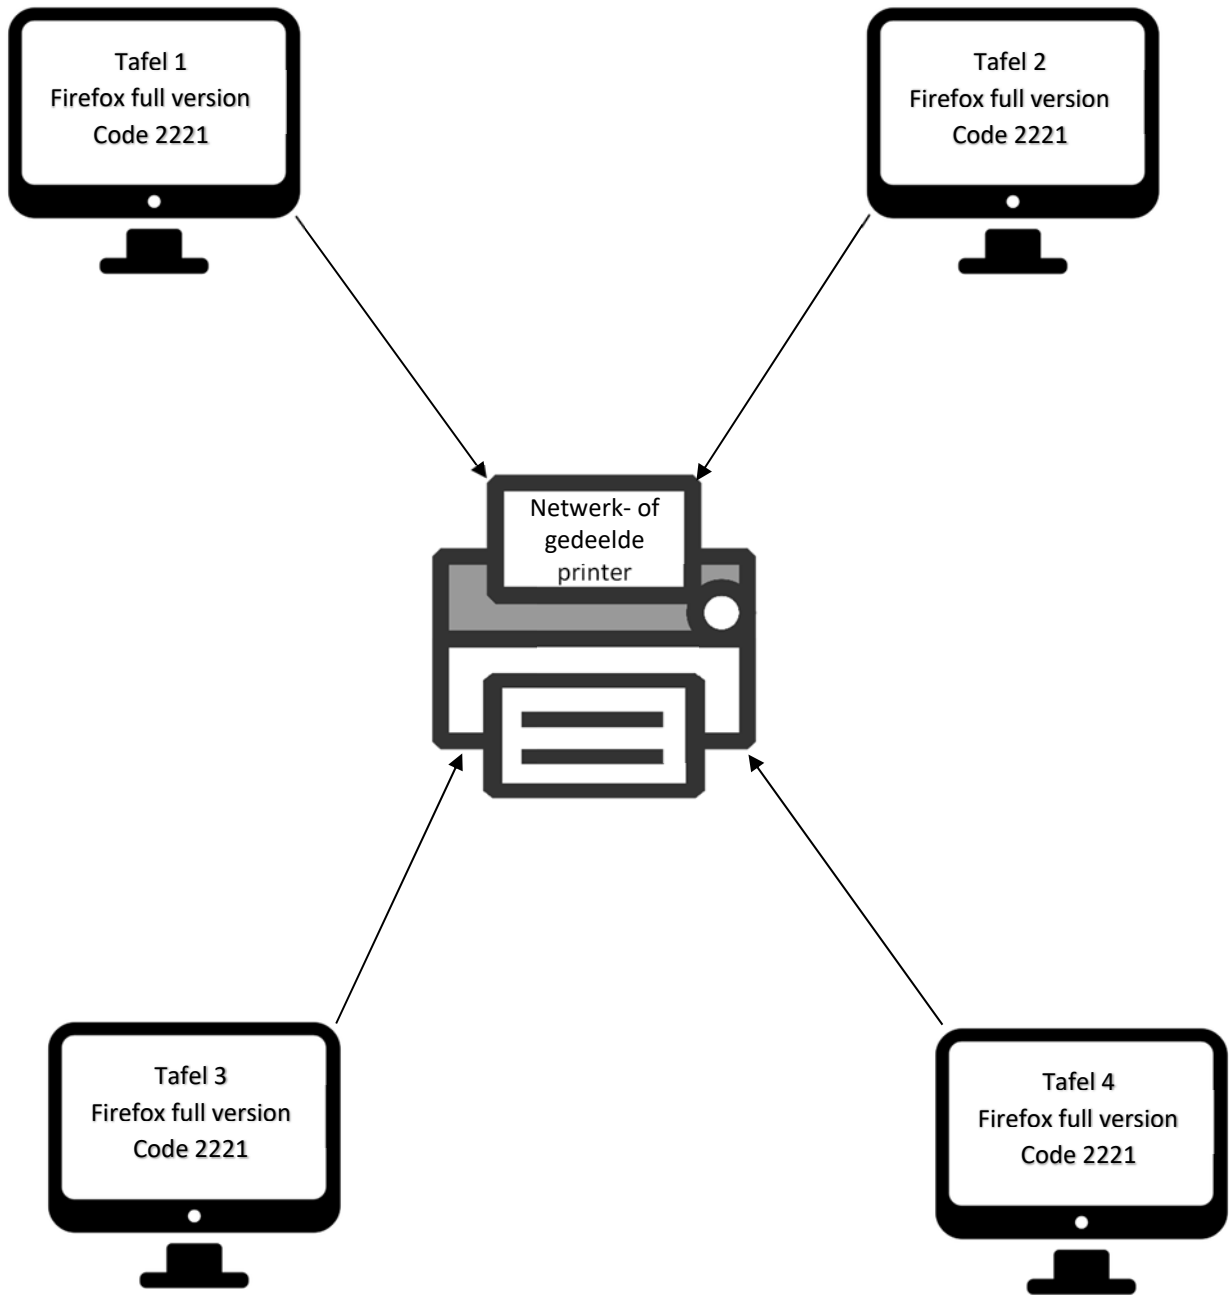 Tafel 1
Firefox full version
Code 2221
Tafel 2
Firefox full version
Code 2221
Netwerk- of
gedeelde
printer
Tafel 3
Firefox full version
Code 2221
Tafel 4
Firefox full version
Code 2221